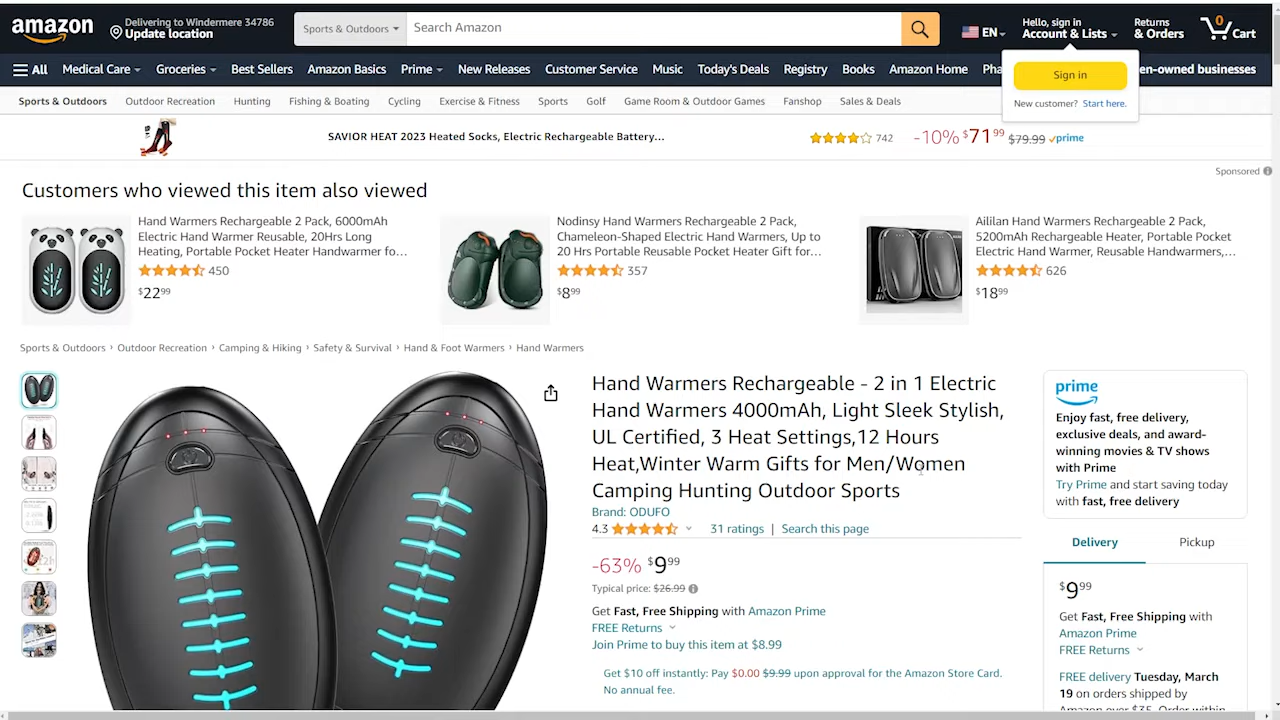 amazon
Delivering to Windermere 34786
Update location
Sports & Outdoors
Search Amazon
EN
Hello, sign in
Account & Lists
Returns
& Orders
0
Cart
All
Medical Care
Groceries
Best Sellers
Amazon Basics
Prime
New Releases
Customer Service
Music
Today's Deals
Registry
Books
Amazon Home
Pha
en-owned businesses
Sign in
New customer? Start here.
Sports & Outdoors
Outdoor Recreation
Hunting
Fishing & Boating
Cycling
Exercise & Fitness
Sports
Golf
Game Room & Outdoor Games
Fanshop
Sales & Deals
SAVIOR HEAT 2023 Heated Socks, Electric Rechargeable Battery...
742
-10% $71.99 $79.99 prime
Sponsored
Customers who viewed this item also viewed
Hand Warmers Rechargeable 2 Pack, 6000mAh
Electric Hand Warmer Reusable, 20Hrs Long
Heating, Portable Pocket Heater Handwarmer fo...
450
$22.99
Nodinsy Hand Warmers Rechargeable 2 Pack,
Chameleon-Shaped Electric Hand Warmers, Up to
20 Hrs Portable Reusable Pocket Heater Gift for...
357
$8.99
Aililan Hand Warmers Rechargeable 2 Pack,
5200mAh Rechargeable Heater, Portable Pocket
Electric Hand Warmer, Reusable Handwarmers,...
626
$18.99
Sports & Outdoors › Outdoor Recreation › Camping & Hiking › Safety & Survival › Hand & Foot Warmers › Hand Warmers
Hand Warmers Rechargeable - 2 in 1 Electric
Hand Warmers 4000mAh, Light Sleek Stylish,
UL Certified, 3 Heat Settings,12 Hours
Heat,Winter Warm Gifts for Men/Women
Camping Hunting Outdoor Sports
Brand: ODUFO
4.3
31 ratings | Search this page
-63% $9.99
Typical price: $26.99
Get Fast, Free Shipping with Amazon Prime
FREE Returns
Join Prime to buy this item at $8.99
Get $10 off instantly: Pay $0.00 $9.99 upon approval for the Amazon Store Card.
No annual fee.
prime
Enjoy fast, free delivery,
exclusive deals, and award-
winning movies & TV shows
with Prime
Try Prime and start saving today
with fast, free delivery
Delivery
Pickup
$9.99
Get Fast, Free Shipping with
Amazon Prime
FREE Returns
FREE delivery Tuesday, March
19 on orders shipped by
Amazon over $35. Order within